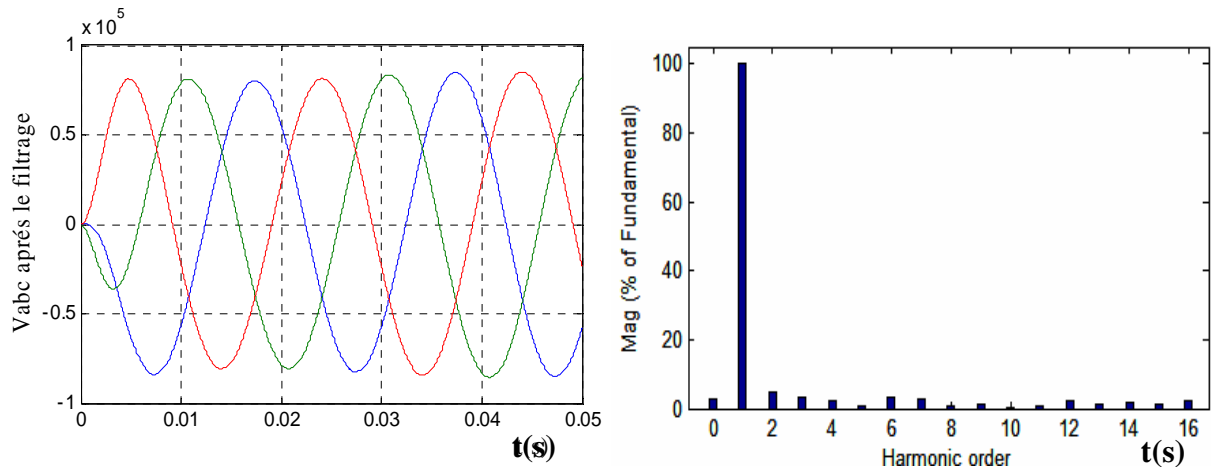 x 10⁵
1
0.5
0
-0.5
-1
Vabc aprés le filtrage
0 0.01 0.02 0.03 0.04 0.05
t(s)
100
80
60
40
20
0
Mag (% of Fundamental)
0 2 4 6 8 10 12 14 16
Harmonic order
t(s)